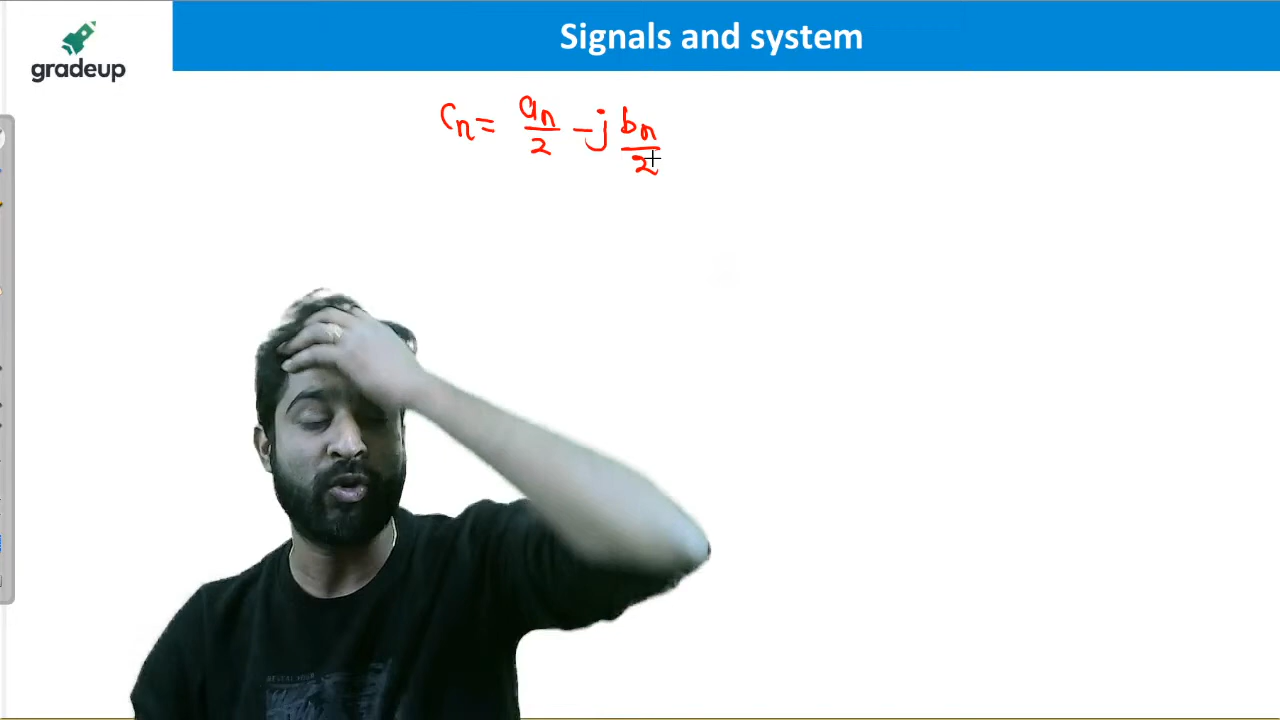 Signals and system
gradeup
Cn = an/2 - j bn/2